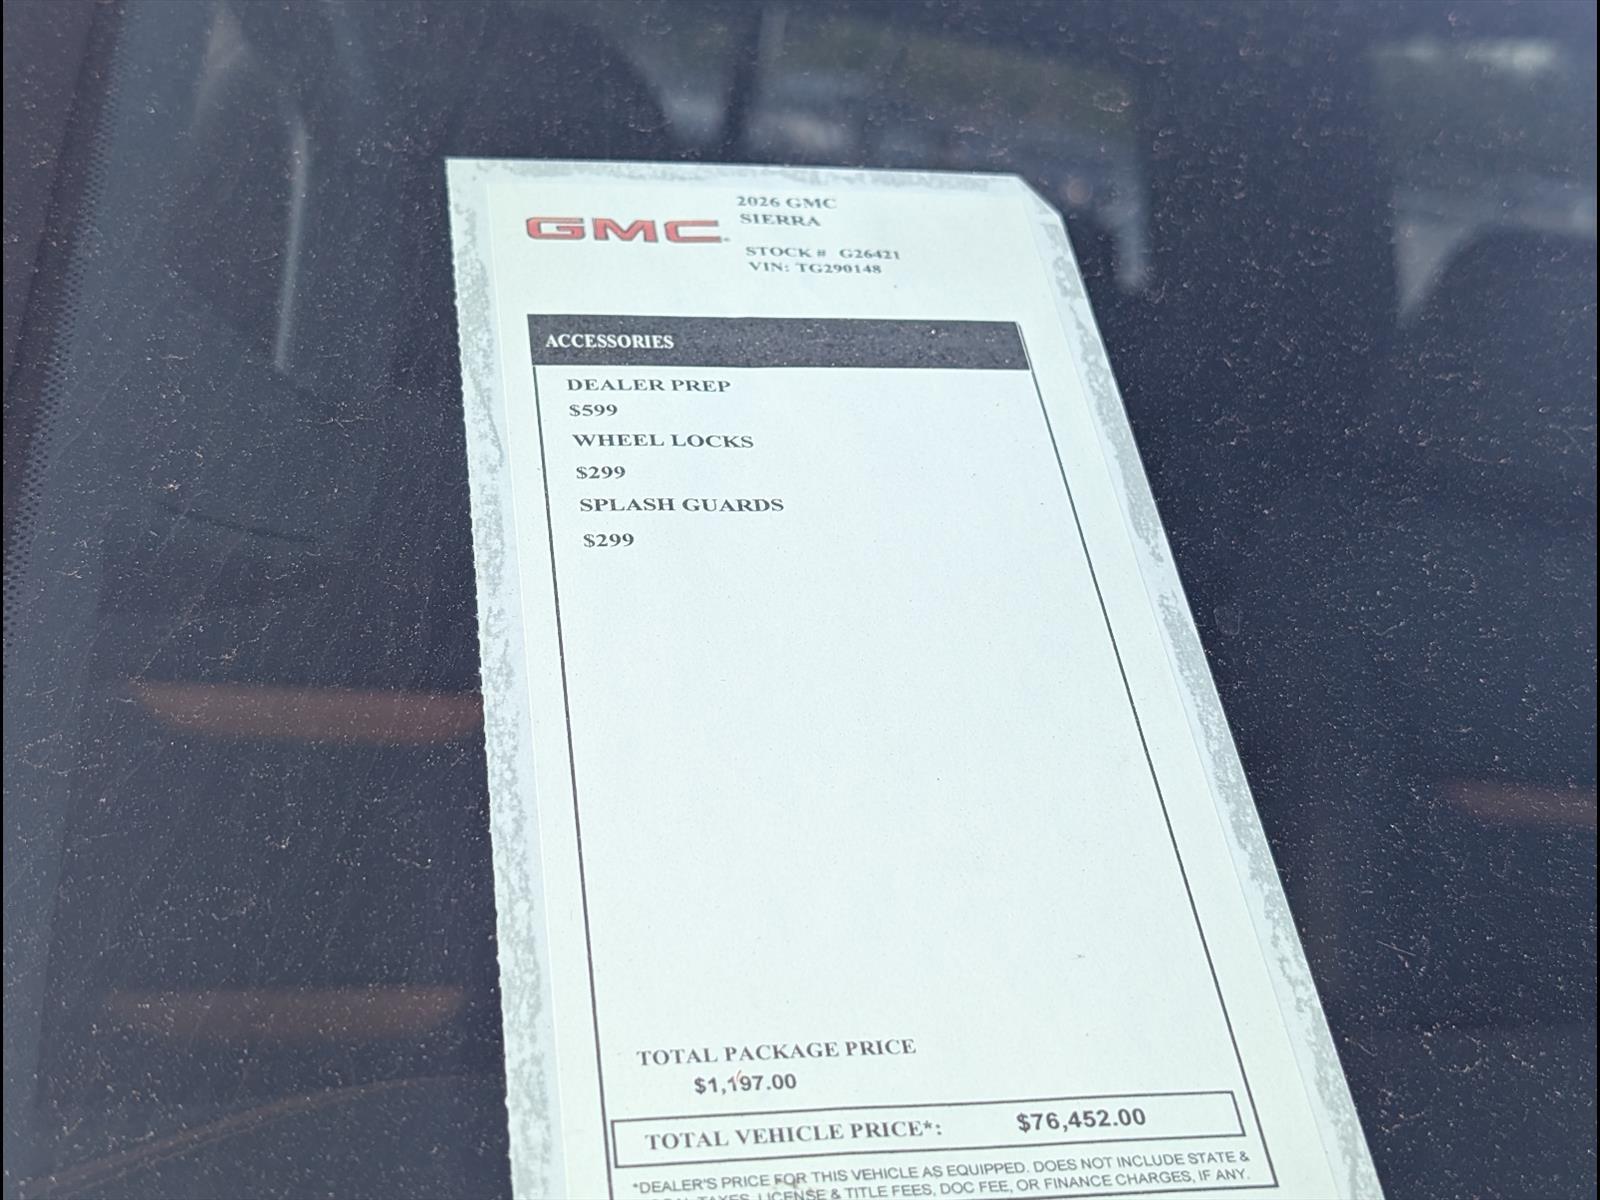 2026 GMC
SIERRA
GMC
STOCK # G26421
VIN: TG290148
ACCESSORIES
DEALER PREP
$599
WHEEL LOCKS
$299
SPLASH GUARDS
$299
TOTAL PACKAGE PRICE
$1,197.00
TOTAL VEHICLE PRICE*: $76,452.00
*DEALER'S PRICE FOR THIS VEHICLE AS EQUIPPED. DOES NOT INCLUDE STATE &
TAXES, LICENSE & TITLE FEES, DOC FEE, OR FINANCE CHARGES, IF ANY.